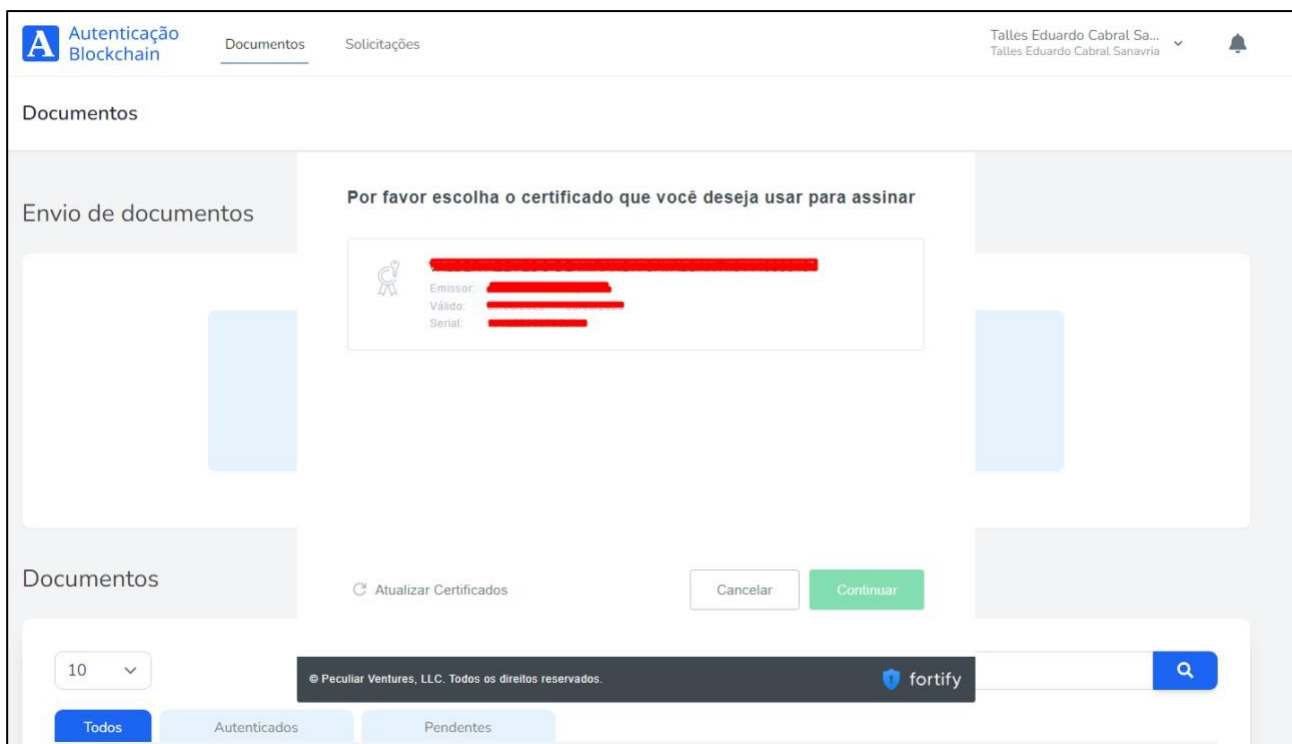 Autenticação
Blockchain
Documentos
Solicitações
Talles Eduardo Cabral Sa...
Talles Eduardo Cabral Sanavria
Documentos
Envio de documentos
Por favor escolha o certificado que você deseja usar para assinar
Emissor:
Válido:
Serial:
Atualizar Certificados
Cancelar
Continuar
Documentos
10
© Peculiar Ventures, LLC. Todos os direitos reservados.
fortify
Todos
Autenticados
Pendentes